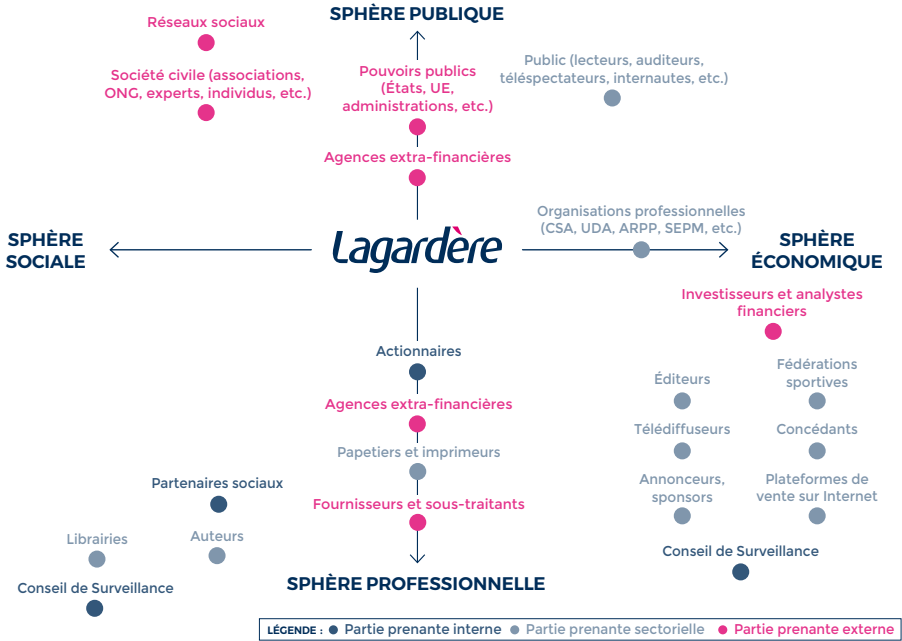 SPHÈRE PUBLIQUE
Réseaux sociaux
Société civile (associations,
ONG, experts, individus, etc.)
Pouvoirs publics
(États, UE,
administrations, etc.)
Public (lecteurs, auditeurs,
téléspectateurs, internautes, etc.)
Agences extra-financières
Organisations professionnelles
(CSA, UDA, ARPP, SEPM, etc.)
SPHÈRE
SOCIALE
Lagardère
SPHÈRE
ÉCONOMIQUE
Investisseurs et analystes
financiers
Actionnaires
Agences extra-financières
Papetiers et imprimeurs
Fournisseurs et sous-traitants
Éditeurs
Fédérations
sportives
Télédiffuseurs
Concédants
Annonceurs,
sponsors
Plateformes de
vente sur Internet
Conseil de Surveillance
Partenaires sociaux
Librairies
Auteurs
Conseil de Surveillance
SPHÈRE PROFESSIONNELLE
LÉGENDE : Partie prenante interne Partie prenante sectorielle Partie prenante externe